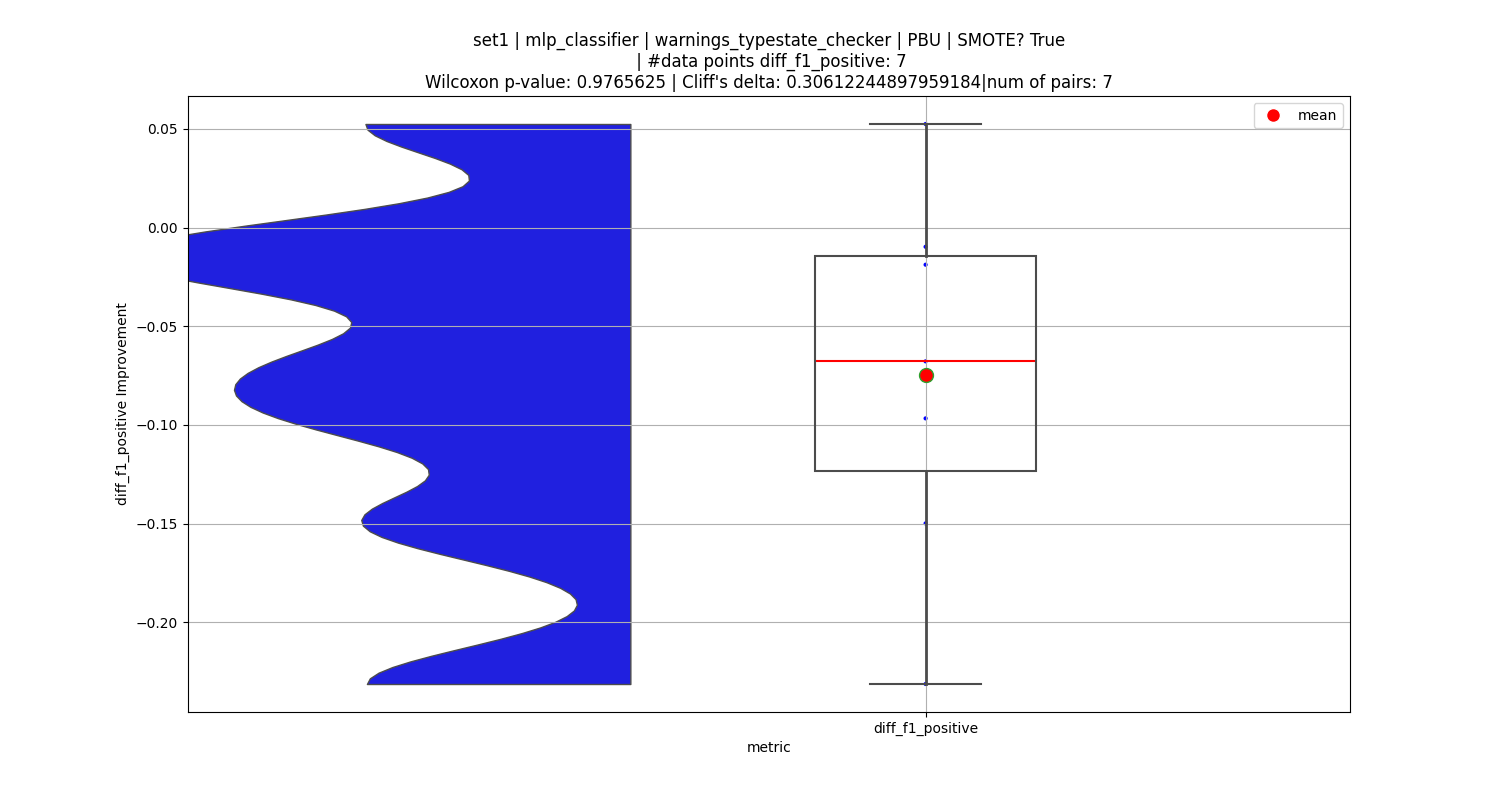 set1 | mlp_classifier | warnings_typestate_checker | PBU | SMOTE? True
| #data points diff_f1_positive: 7
Wilcoxon p-value: 0.9765625 | Cliff's delta: 0.30612244897959184|num of pairs: 7
mean
0.05
0.00
−0.05
−0.10
−0.15
−0.20
diff_f1_positive Improvement
diff_f1_positive
metric